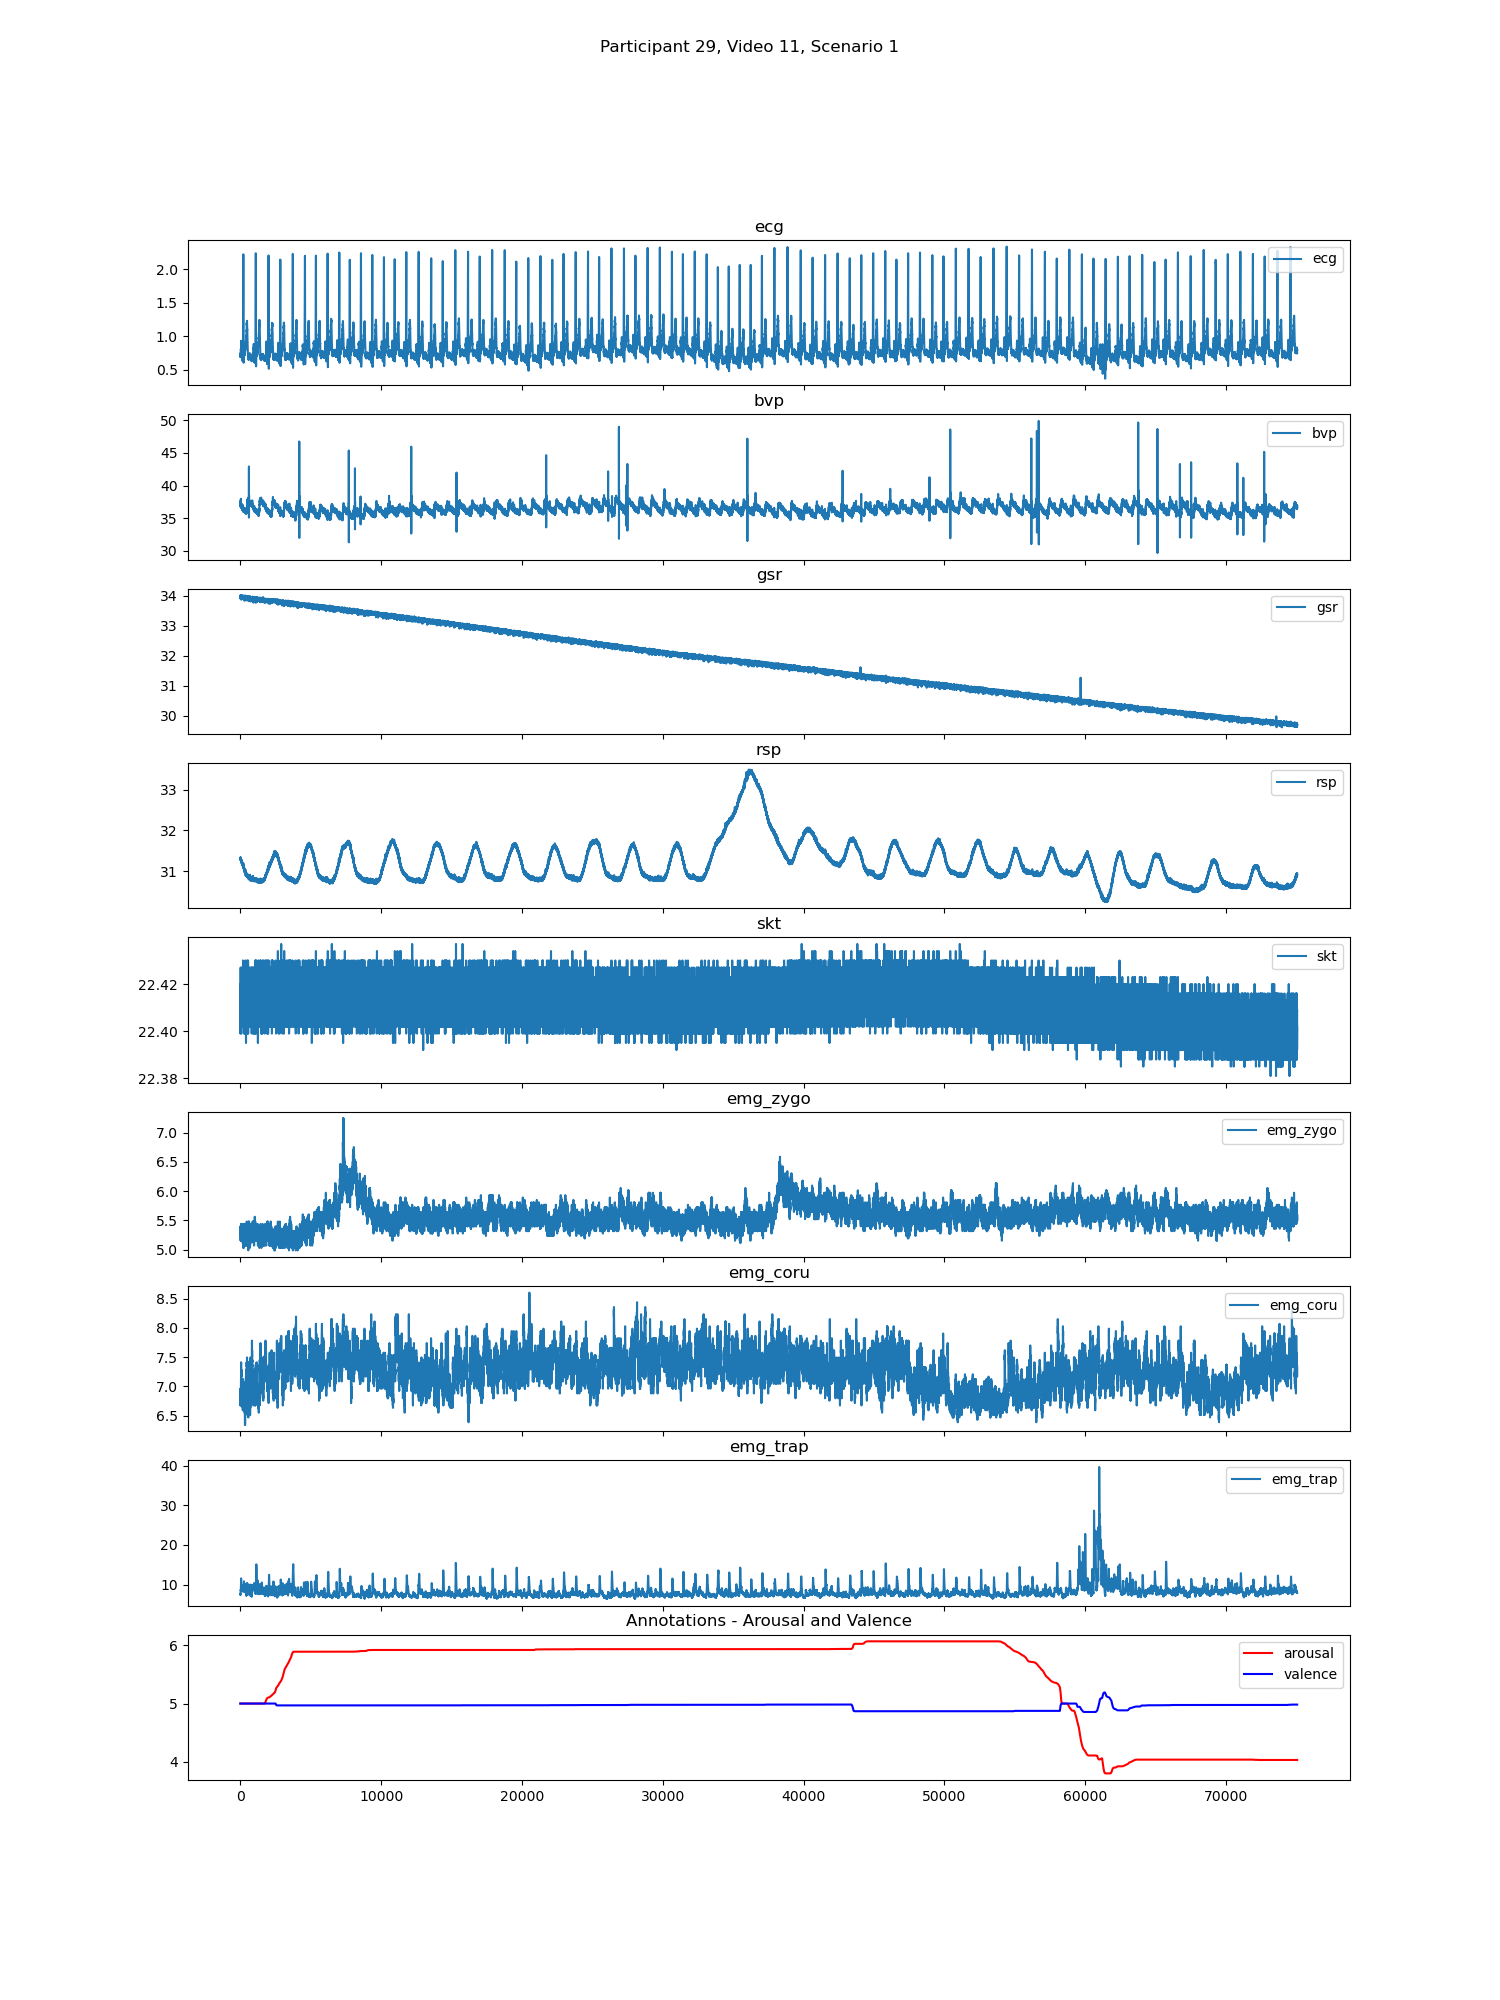 Participant 29, Video 11, Scenario 1
ecg
2.0
1.5
1.0
0.5
ecg
bvp
50
45
40
35
30
bvp
gsr
34
33
32
31
30
gsr
rsp
33
32
31
rsp
skt
22.42
22.40
22.38
skt
emg_zygo
7.0
6.5
6.0
5.5
5.0
emg_zygo
emg_coru
8.5
8.0
7.5
7.0
6.5
emg_coru
emg_trap
40
30
20
10
emg_trap
Annotations - Arousal and Valence
6
5
4
arousal
valence
0 10000 20000 30000 40000 50000 60000 70000